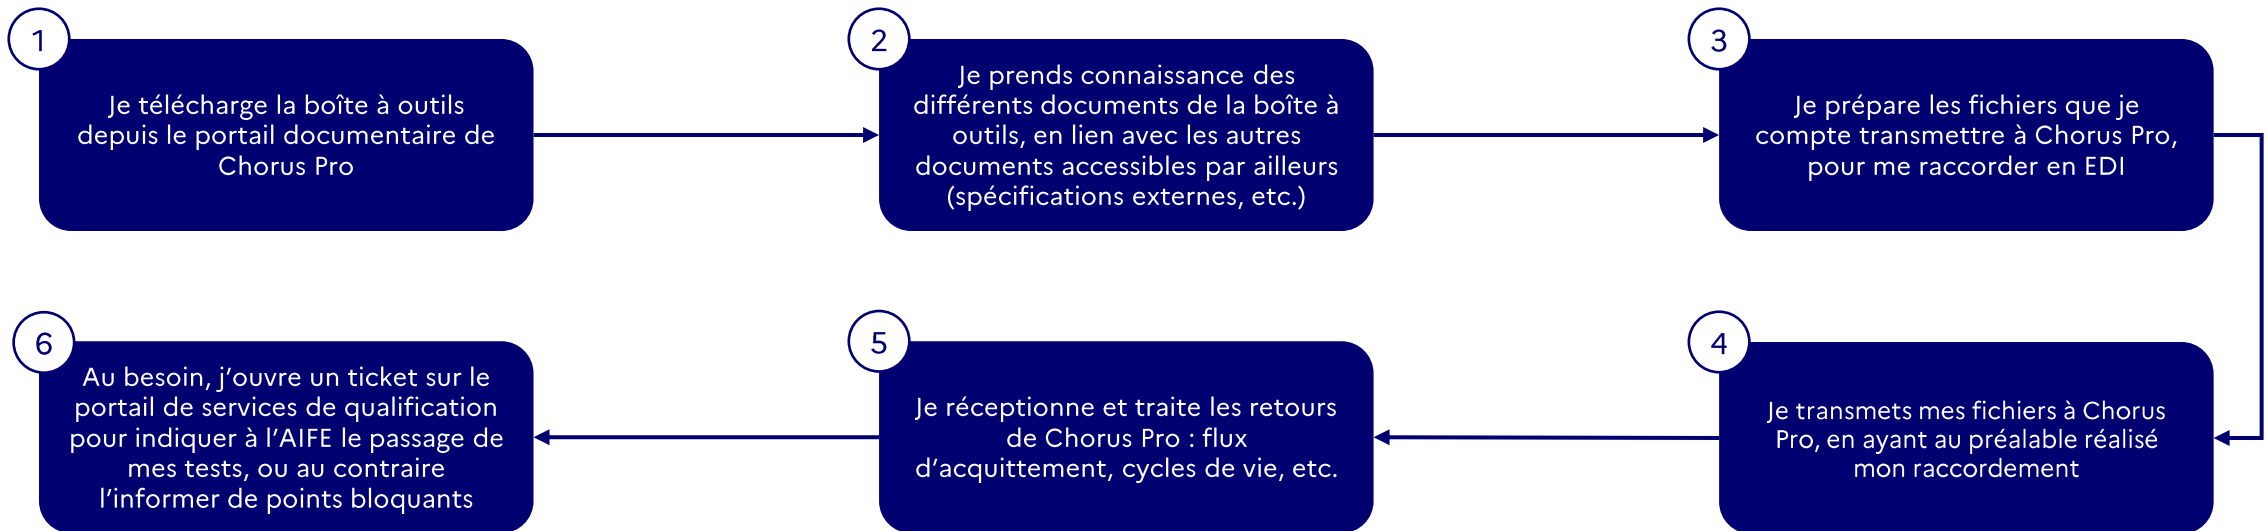 1
Je télécharge la boîte à outils
depuis le portail documentaire de
Chorus Pro
2
Je prends connaissance des
différents documents de la boîte à
outils, en lien avec les autres
documents accessibles par ailleurs
(spécifications externes, etc.)
3
Je prépare les fichiers que je
compte transmettre à Chorus Pro,
pour me raccorder en EDI
4
Je transmets mes fichiers à Chorus
Pro, en ayant au préalable réalisé
mon raccordement
5
Je réceptionne et traite les retours
de Chorus Pro : flux
d’acquittement, cycles de vie, etc.
6
Au besoin, j’ouvre un ticket sur le
portail de services de qualification
pour indiquer à l’AIFE le passage de
mes tests, ou au contraire
l’informer de points bloquants